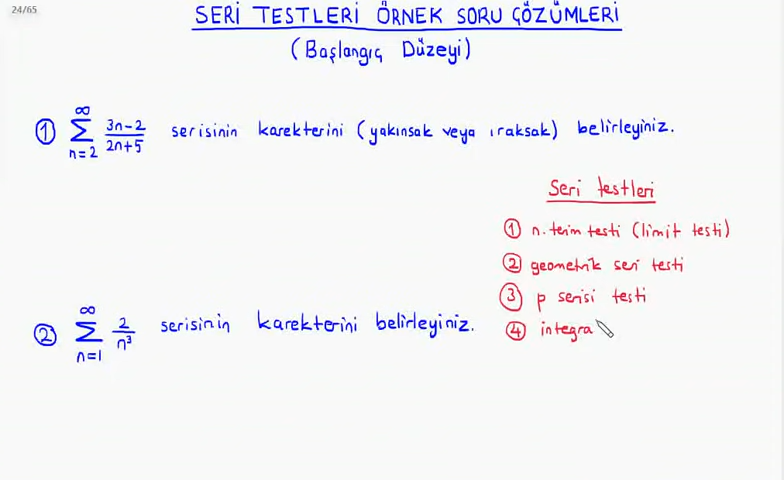 24/65
SERİ TESTLERİ ÖRNEK SORU ÇÖZÜMLERİ
(Başlangıç Düzeyi)
① ∞ Σ n=2 3n-2/2n+5 serisinin karekterini (yakınsak veya ıraksak) belirleyiniz.
Seri testleri
① n. terim testi (limit testi)
② geometrik seri testi
③ p serisi testi
④ integra
② ∞ Σ n=1 2/n³ serisinin karekterini belirleyiniz.